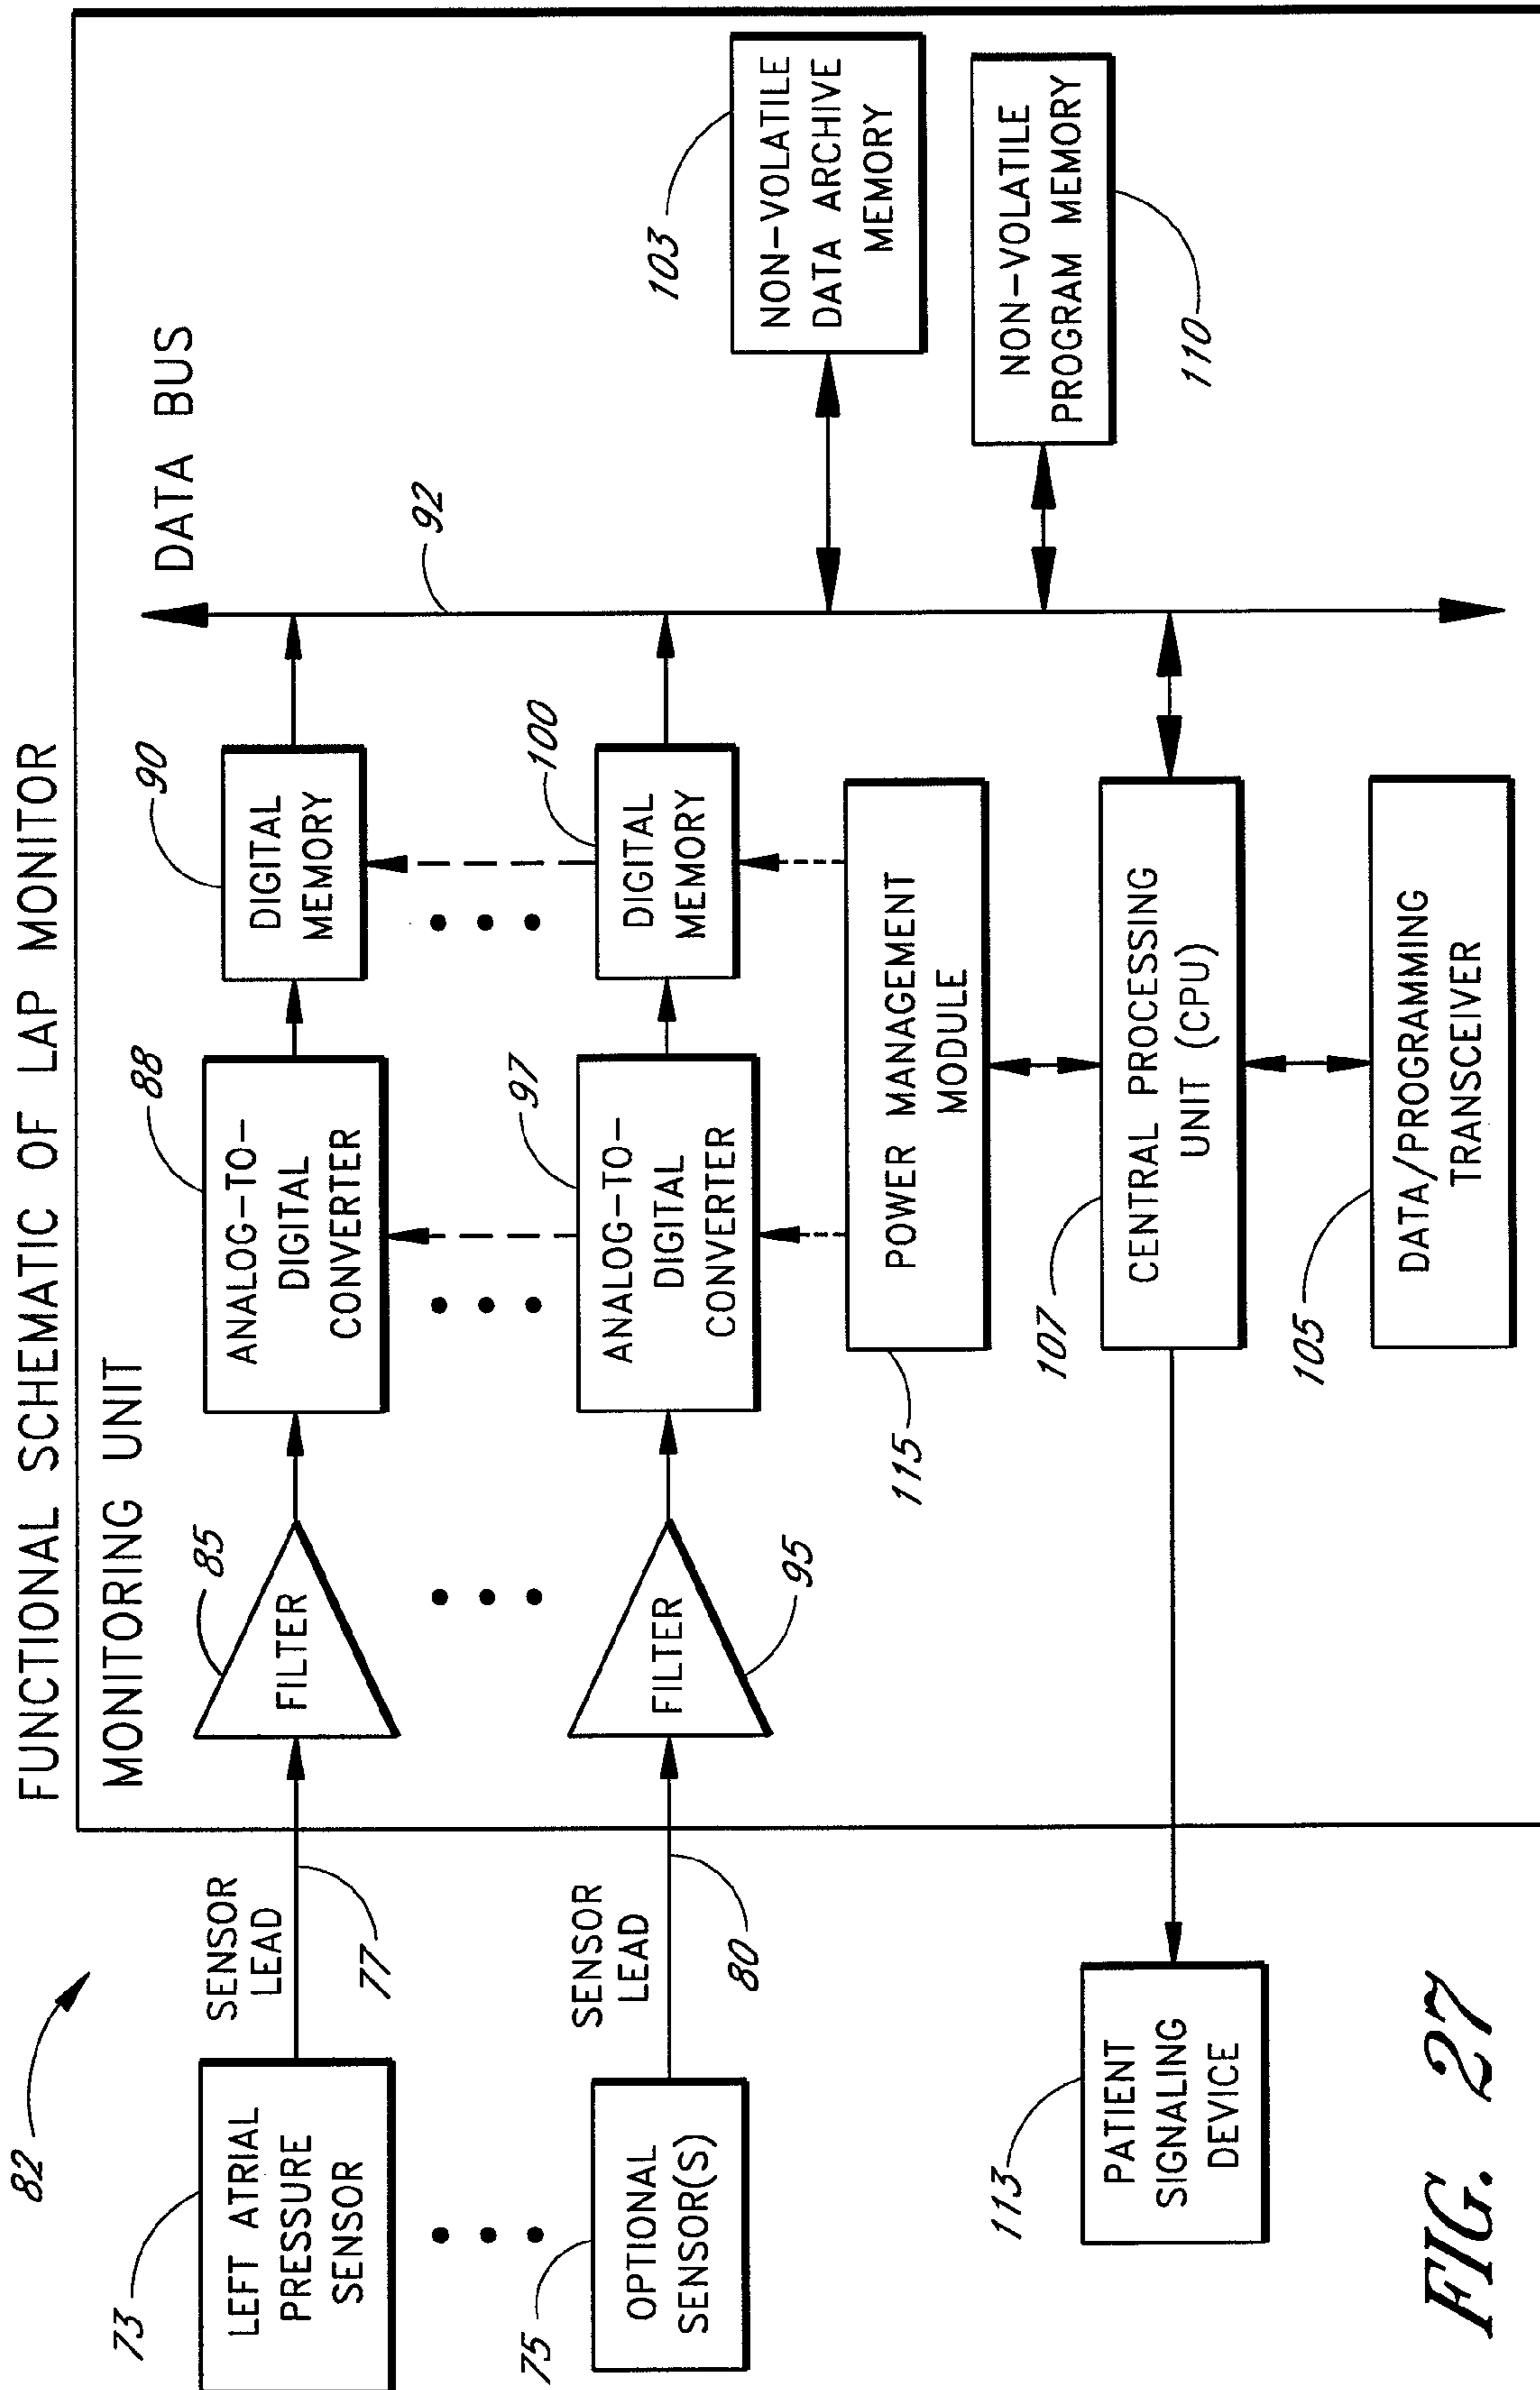 FUNCTIONAL SCHEMATIC OF LAP MONITOR
82
MONITORING UNIT
DATA BUS
73
LEFT ATRIAL
PRESSURE
SENSOR
SENSOR
LEAD
77
85
FILTER
88
ANALOG-TO-
DIGITAL
CONVERTER
90
DIGITAL
MEMORY
92
75
OPTIONAL
SENSOR(S)
SENSOR
LEAD
80
FILTER
95
97
ANALOG-TO-
DIGITAL
CONVERTER
100
DIGITAL
MEMORY
103
NON-VOLATILE
DATA ARCHIVE
MEMORY
115
POWER MANAGEMENT
MODULE
NON-VOLATILE
PROGRAM MEMORY
110
113
PATIENT
SIGNALING
DEVICE
107
CENTRAL PROCESSING
UNIT (CPU)
105
DATA/PROGRAMMING
TRANSCEIVER
FIG. 27